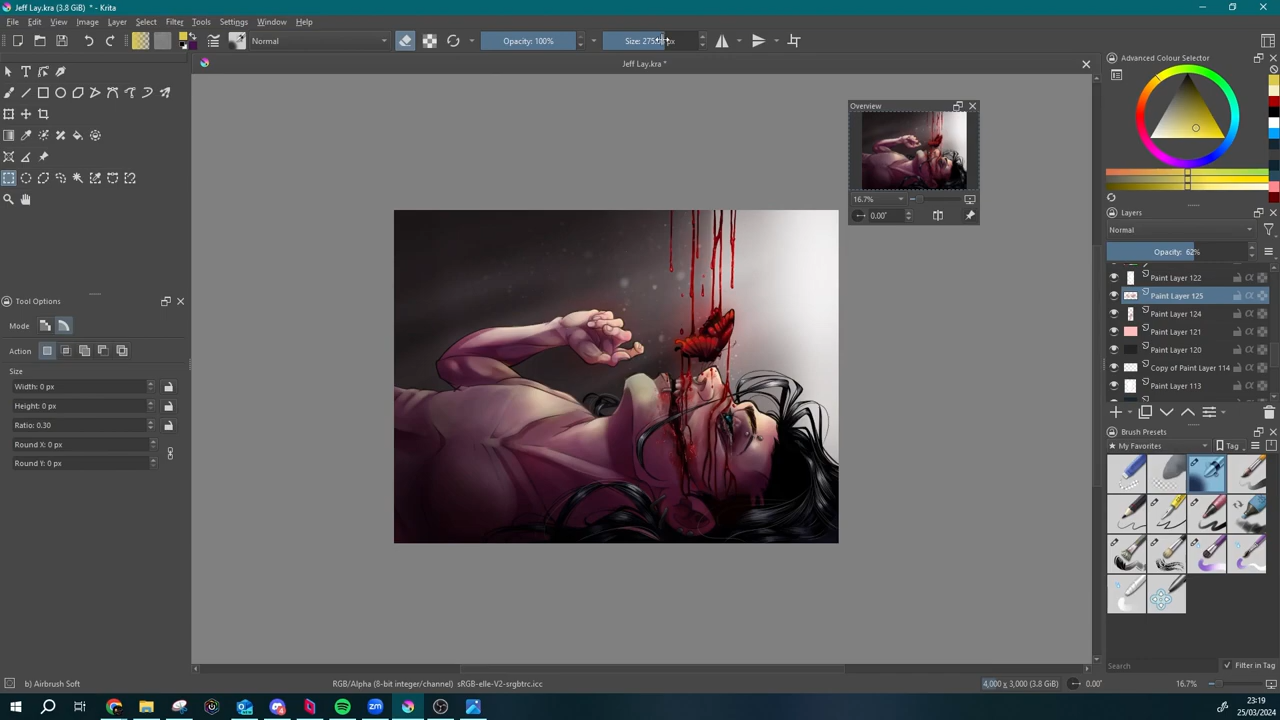 Jeff Lay.kra (3.8 GiB) * - Krita
File Edit View Image Layer Select Filter Tools Settings Window Help
Normal
Opacity: 100%
Jeff Lay.kra *
Advanced Colour Selector
Overview
16.7%
0.00°
Layers
Normal
Opacity: 62%
Paint Layer 122
Paint Layer 125
Paint Layer 124
Paint Layer 121
Paint Layer 120
Copy of Paint Layer 114
Paint Layer 113
Brush Presets
My Favorites
Tag
Search
Filter in Tag
Tool Options
Mode
Action
Size
Width: 0 px
Height: 0 px
Ratio: 0.30
Round X: 0 px
Round Y: 0 px
b) Airbrush Soft
RGB/Alpha (8-bit integer/channel) sRGB-elle-V2-srgbtrc.icc
4,000 x 3,000 (3.8 GiB)
0.00°
16.7%
23:19
25/03/2024